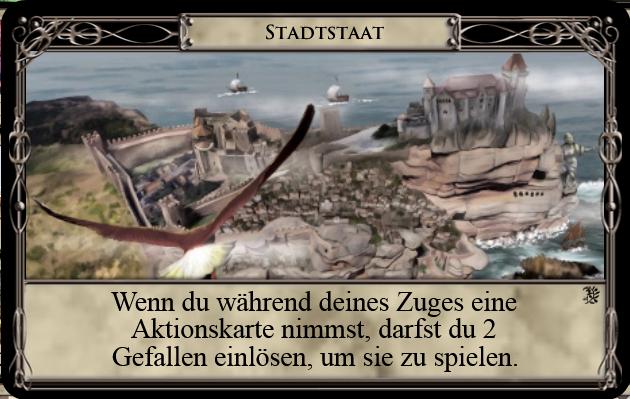 Stadtstaat
Wenn du während deines Zuges eine
Aktionskarte nimmst, darfst du 2
Gefallen einlösen, um sie zu spielen.